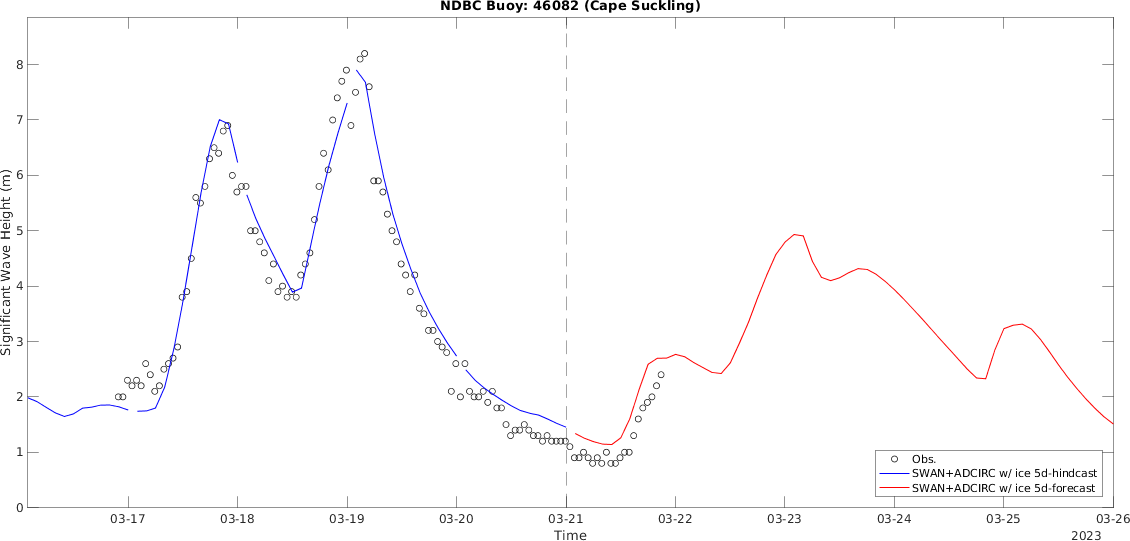 NDBC Buoy: 46082 (Cape Suckling)
Significant Wave Height (m)
8
7
6
5
4
3
2
1
0
Obs.
SWAN+ADCIRC w/ ice 5d-hindcast
SWAN+ADCIRC w/ ice 5d-forecast
03-17 03-18 03-19 03-20 03-21 03-22 03-23 03-24 03-25 03-26
Time 2023